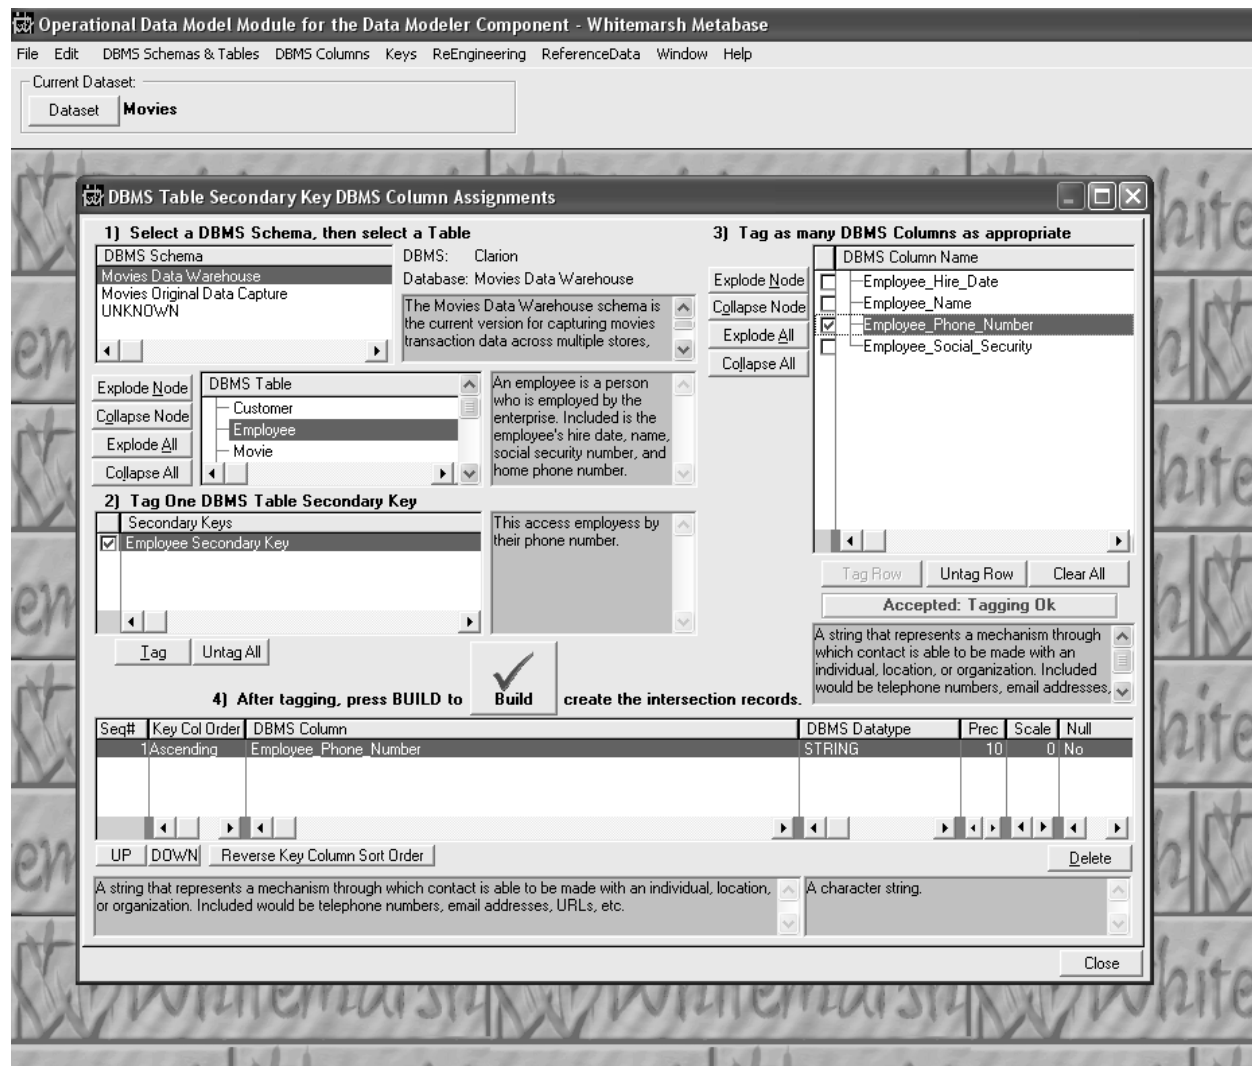 Operational Data Model Module for the Data Modeler Component - Whitemarsh Metabase
File Edit DBMS Schemas & Tables DBMS Columns Keys ReEngineering ReferenceData Window Help
Current Dataset:
Dataset Movies
DBMS Table Secondary Key DBMS Column Assignments
1) Select a DBMS Schema, then select a Table
DBMS Schema
Movies Data Warehouse
Movies Original Data Capture
UNKNOWN
DBMS: Clarion
Database: Movies Data Warehouse
The Movies Data Warehouse schema is
the current version for capturing movies
transaction data across multiple stores,
Explode Node
Collapse Node
Explode All
Collapse All
DBMS Table
Customer
Employee
Movie
An employee is a person
who is employed by the
enterprise. Included is the
employee's hire date, name,
social security number, and
home phone number.
2) Tag One DBMS Table Secondary Key
Secondary Keys
Employee Secondary Key
This access employess by
their phone number.
Tag Untag All
3) Tag as many DBMS Columns as appropriate
Explode Node
Collapse Node
Explode All
Collapse All
DBMS Column Name
Employee_Hire_Date
Employee_Name
Employee_Phone_Number
Employee_Social_Security
Tag Row Untag Row Clear All
Accepted: Tagging Ok
A string that represents a mechanism through
which contact is able to be made with an
individual, location, or organization. Included
would be telephone numbers, email addresses,
4) After tagging, press BUILD to Build create the intersection records.
Seq# Key Col Order DBMS Column DBMS Datatype Prec Scale Null
1 Ascending Employee_Phone_Number STRING 10 0 No
UP DOWN Reverse Key Column Sort Order Delete
A string that represents a mechanism through which contact is able to be made with an individual, location,
or organization. Included would be telephone numbers, email addresses, URLs, etc.
A character string.
Close
Whitemarsh Whitemarsh White